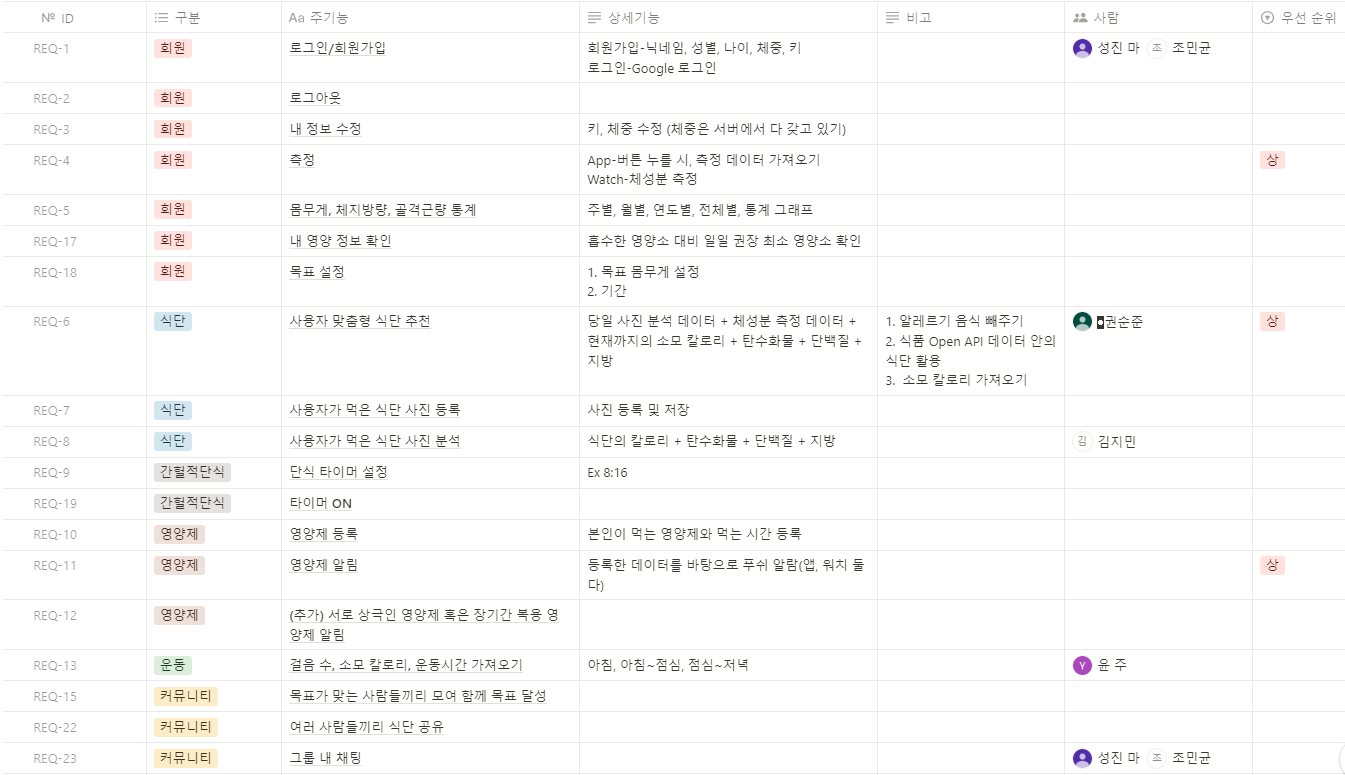 Nº ID 구분 Aa 주기능 상세기능 비고 사람 우선 순위
REQ-1 회원 로그인/회원가입 회원가입-닉네임, 성별, 나이, 체중, 키 성진 마 조 조민균
로그인-Google 로그인
REQ-2 회원 로그아웃
REQ-3 회원 내 정보 수정 키, 체중 수정 (체중은 서버에서 다 갖고 있기)
REQ-4 회원 측정 App-버튼 누를 시, 측정 데이터 가져오기 상
Watch-체성분 측정
REQ-5 회원 몸무게, 체지방량, 골격근량 통계 주별, 월별, 연도별, 전체별, 통계 그래프
REQ-17 회원 내 영양 정보 확인 흡수한 영양소 대비 일일 권장 최소 영양소 확인
REQ-18 회원 목표 설정 1. 목표 몸무게 설정
2. 기간
REQ-6 식단 사용자 맞춤형 식단 추천 당일 사진 분석 데이터 + 체성분 측정 데이터 + 1. 알레르기 음식 빼주기 권순준 상
현재까지의 소모 칼로리 + 탄수화물 + 단백질 + 2. 식품 Open API 데이터 안의
지방 식단 활용
3. 소모 칼로리 가져오기
REQ-7 식단 사용자가 먹은 식단 사진 등록 사진 등록 및 저장
REQ-8 식단 사용자가 먹은 식단 사진 분석 식단의 칼로리 + 탄수화물 + 단백질 + 지방 김 김지민
REQ-9 간헐적단식 단식 타이머 설정 Ex 8:16
REQ-19 간헐적단식 타이머 ON
REQ-10 영양제 영양제 등록 본인이 먹는 영양제와 먹는 시간 등록
REQ-11 영양제 영양제 알림 등록한 데이터를 바탕으로 푸쉬 알람(앱, 워치 둘 상
다)
REQ-12 영양제 (추가) 서로 상극인 영양제 혹은 장기간 복용 영
양제 알림
REQ-13 운동 걸음 수, 소모 칼로리, 운동시간 가져오기 아침, 아침~점심, 점심~저녁 Y 윤 주
REQ-15 커뮤니티 목표가 맞는 사람들끼리 모여 함께 목표 달성
REQ-22 커뮤니티 여러 사람들끼리 식단 공유
REQ-23 커뮤니티 그룹 내 채팅 성진 마 조 조민균